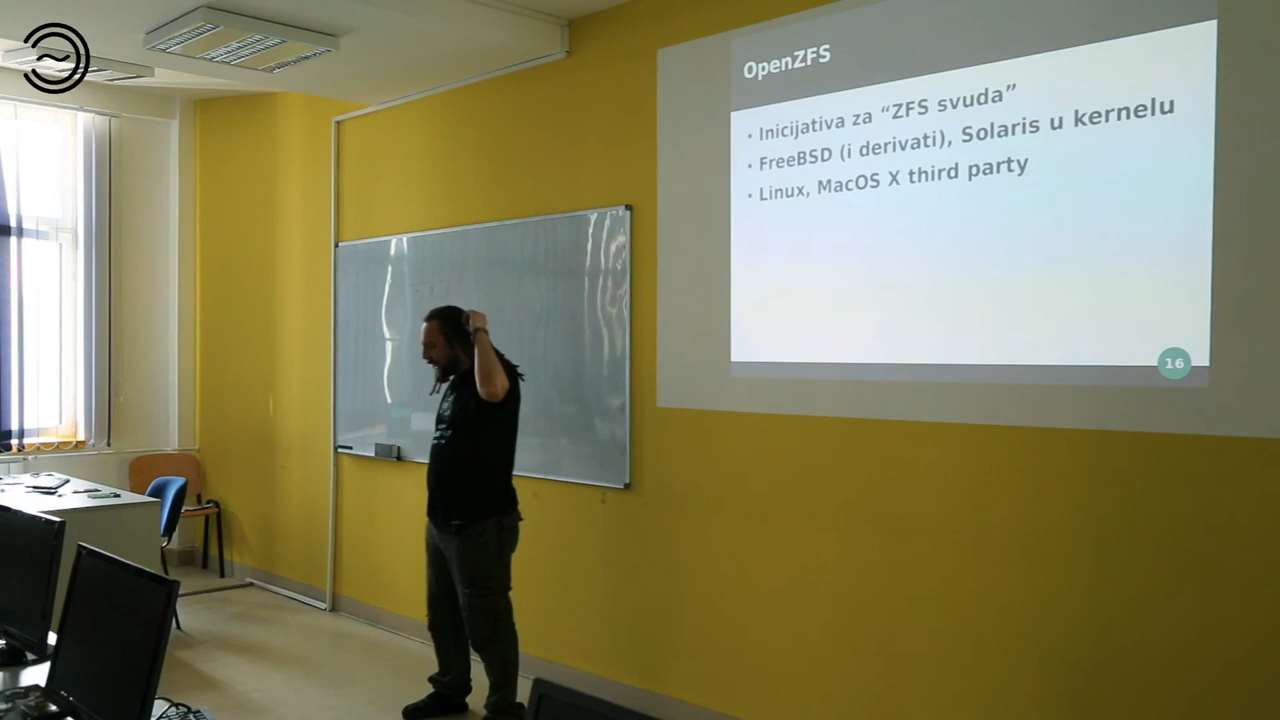 OpenZFS
• Inicijativa za “ZFS svuda”
• FreeBSD (i derivati), Solaris u kernelu
• Linux, MacOS X third party
16